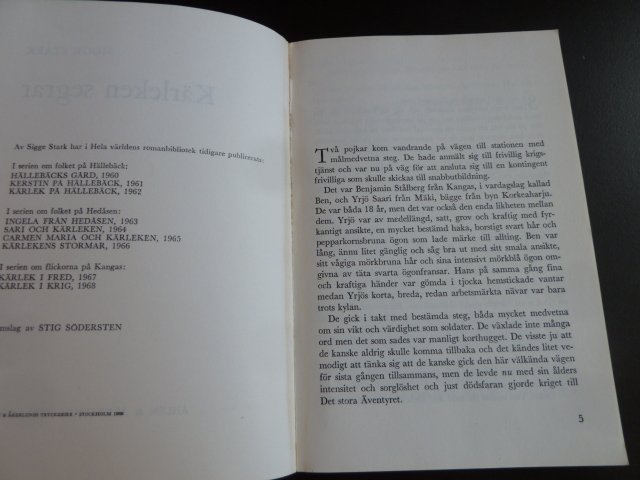 Kärleken segrar
Av Sigge Stark har i Hela världens romanbibliotek tidigare publicerats:
I serien om folket på Hällebäck:
HÄLLEBÄCKS GÅRD, 1960
KERSTIN PÅ HÄLLEBÄCK, 1961
KÄRLEK PÅ HÄLLEBÄCK, 1962
I serien om folket på Hedåsen:
INGELA FRÅN HEDÅSEN, 1963
SARI OCH KÄRLEKEN, 1964
CARMEN MARIA OCH KÄRLEKEN, 1965
KÄRLEKENS STORMAR, 1966
I serien om flickorna på Kangas:
KÄRLEK I FRED, 1967
KÄRLEK I KRIG, 1968
mslag av STIG SÖDERSTEN
& ÅKERLUNDS TRYCKERIER • STOCKHOLM 1968
Två pojkar kom vandrande på vägen till stationen med
målmedvetna steg. De hade anmält sig till frivillig krigs-
tjänst och var nu på väg för att ansluta sig till en kontingent
frivilliga som skulle skickas till snabbutbildning.
Det var Benjamin Strålberg från Kangas, i vardagslag kallad
Ben, och Yrjö Saari från Mäki, bägge från byn Korkeaharju.
De var båda 18 år, men det var också den enda likheten mellan
dem. Yrjö var av medellängd, satt, grov och kraftig med fyr-
kantigt ansikte, en mycket bestämd haka, borstigt svart hår och
pepparkornsbruna ögon som lade märke till allting. Ben var
lång, ännu litet gänglig och såg bra ut med sitt smala ansikte,
sitt vågiga mörkbruna hår och sina intensivt mörkblå ögon om-
givna av täta svarta ögonfransar. Hans på samma gång fina
och kraftiga händer var gömda i tjocka hemstickade vantar
medan Yrjös korta, breda, redan arbetsmärkta nävar var bara
trots kylan.
De gick i takt med bestämda steg, båda mycket medvetna
om sin vikt och värdighet som soldater. De växlade inte många
ord men det som sades var manligt korthugget. De visste ju att
de kanske aldrig skulle komma tillbaka och det kändes litet ve-
modigt att tänka sig att de kanske gick den här välkända vägen
för sista gången tillsammans, men de levde nu med sin ålders
intensitet och sorglöshet och just dödsfaran gjorde kriget till
Det stora Äventyret.
5